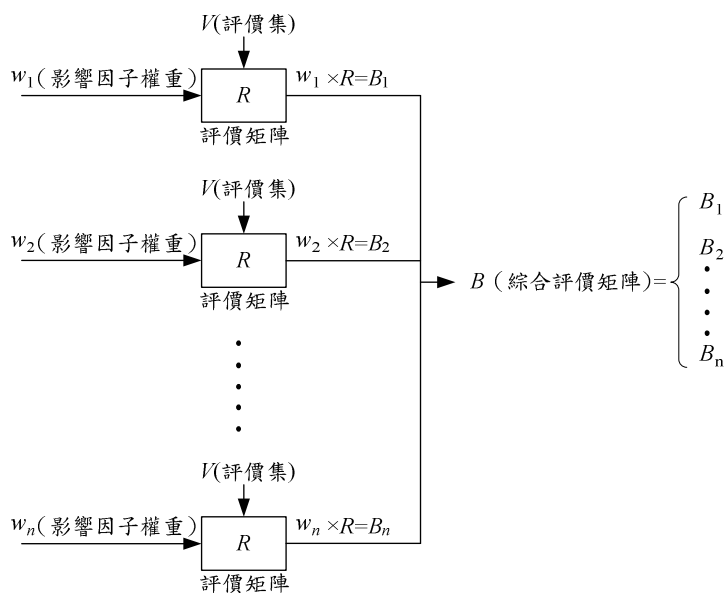 V(評價集)
w1(影響因子權重)
R
w1 ×R=B1
評價矩陣
V(評價集)
w2(影響因子權重)
R
w2 ×R=B2
評價矩陣
B (綜合評價矩陣)=
B1
B2
Bn
V(評價集)
wn(影響因子權重)
R
wn ×R=Bn
評價矩陣